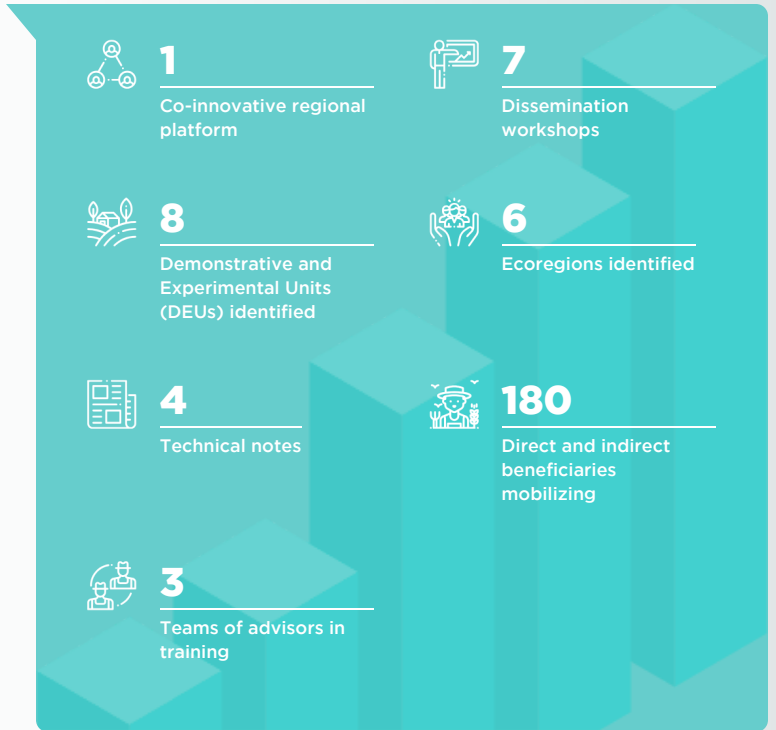 1
Co-innovative regional
platform
7
Dissemination
workshops
8
Demonstrative and
Experimental Units
(DEUs) identified
6
Ecoregions identified
4
Technical notes
180
Direct and indirect
beneficiaries
mobilizing
3
Teams of advisors in
training